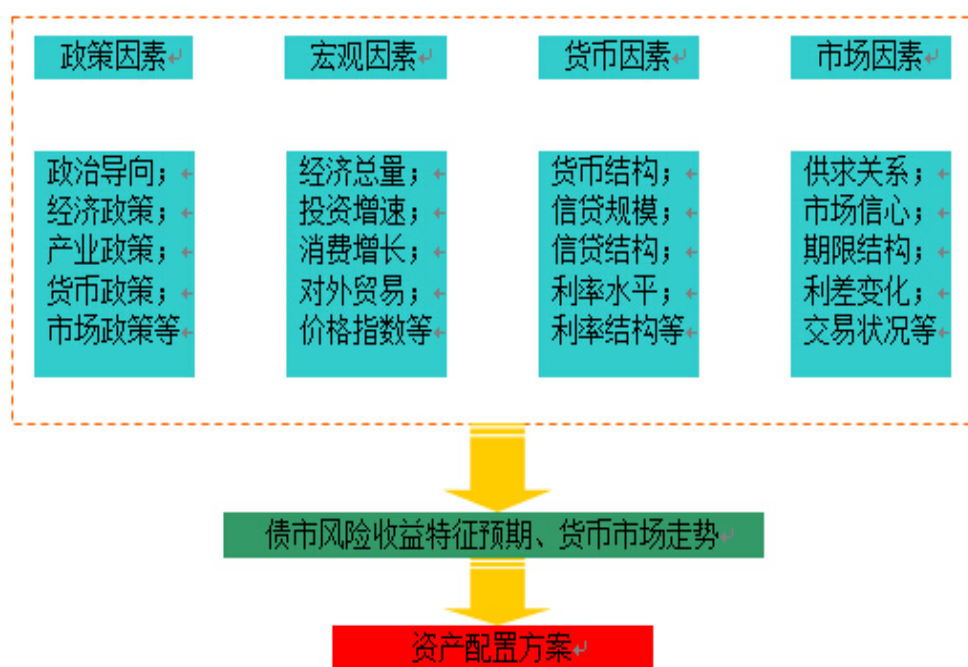 政策因素
宏观因素
货币因素
市场因素
政治导向；
经济政策；
产业政策；
货币政策；
市场政策等
经济总量；
投资增速；
消费增长；
对外贸易；
价格指数等
货币结构；
信贷规模；
信贷结构；
利率水平；
利率结构等
供求关系；
市场信心；
期限结构；
利差变化；
交易状况等
债市风险收益特征预期、货币市场走势
资产配置方案